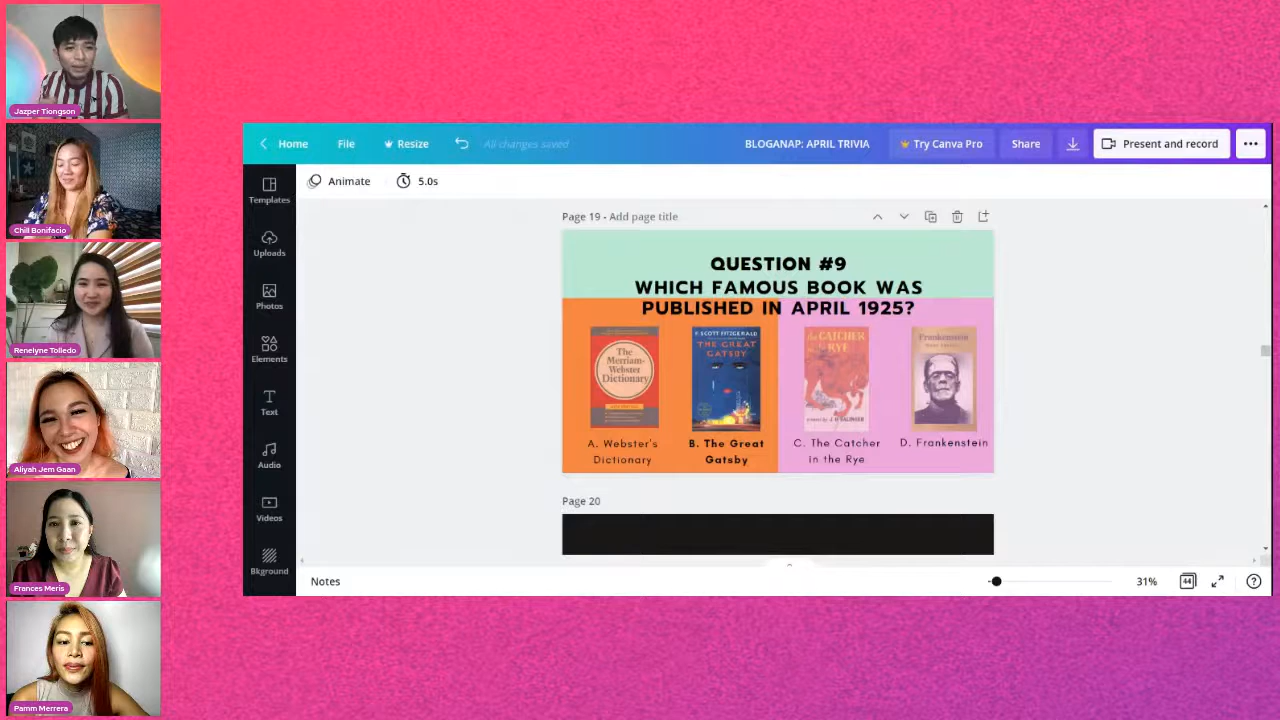 Jazper Tiongson
Chill Bonifacio
Renelyne Tolledo
Aliyah Jem Gaan
Frances Meris
Pamm Merrera
Home
File
Resize
All changes saved
BLOGANAP: APRIL TRIVIA
Try Canva Pro
Share
Present and record
Templates
Uploads
Photos
Elements
Text
Audio
Videos
Bkground
Animate
5.0s
Page 19 - Add page title
QUESTION #9
WHICH FAMOUS BOOK WAS
PUBLISHED IN APRIL 1925?
The
Merriam-
Webster
Dictionary
F. SCOTT FITZGERALD
THE GREAT
GATSBY
the CATCHER
in the
RYE
J. D. SALINGER
Frankenstein
A. Webster's
Dictionary
B. The Great
Gatsby
C. The Catcher
in the Rye
D. Frankenstein
Page 20
Notes
31%
44